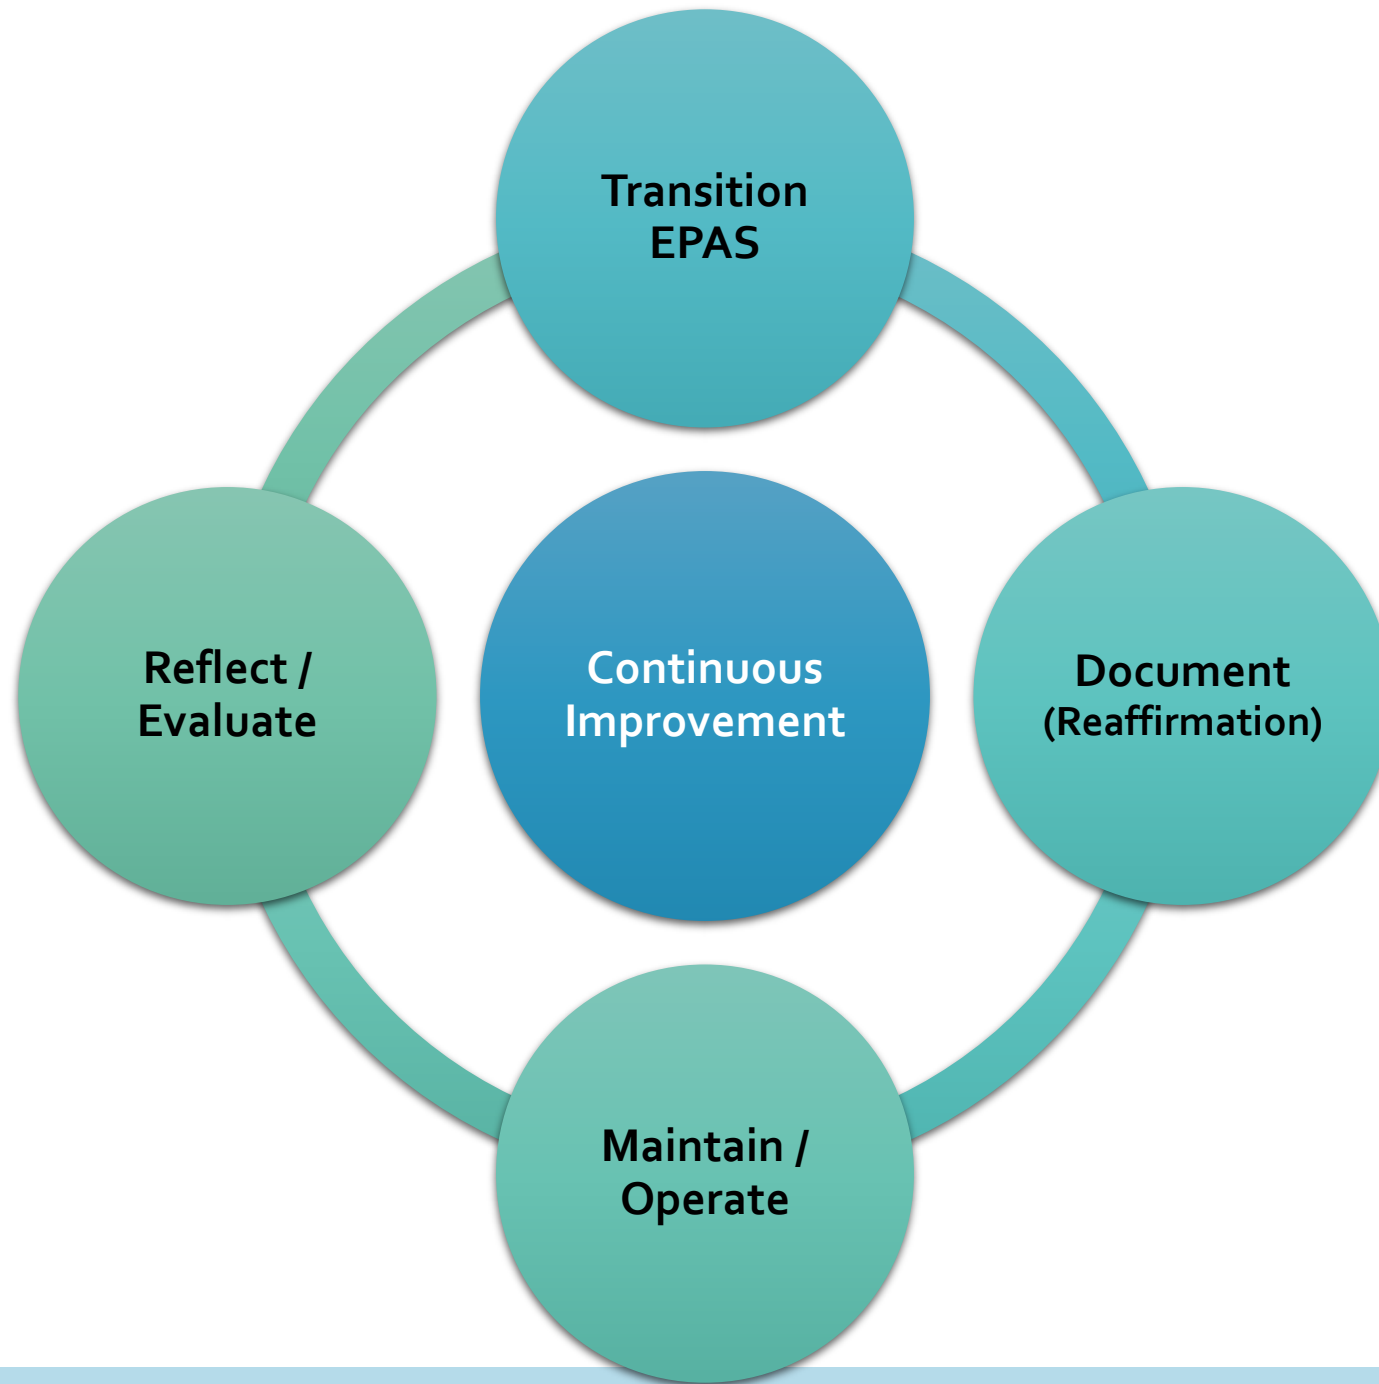 Transition
EPAS
Reflect /
Evaluate
Continuous
Improvement
Document
(Reaffirmation)
Maintain /
Operate